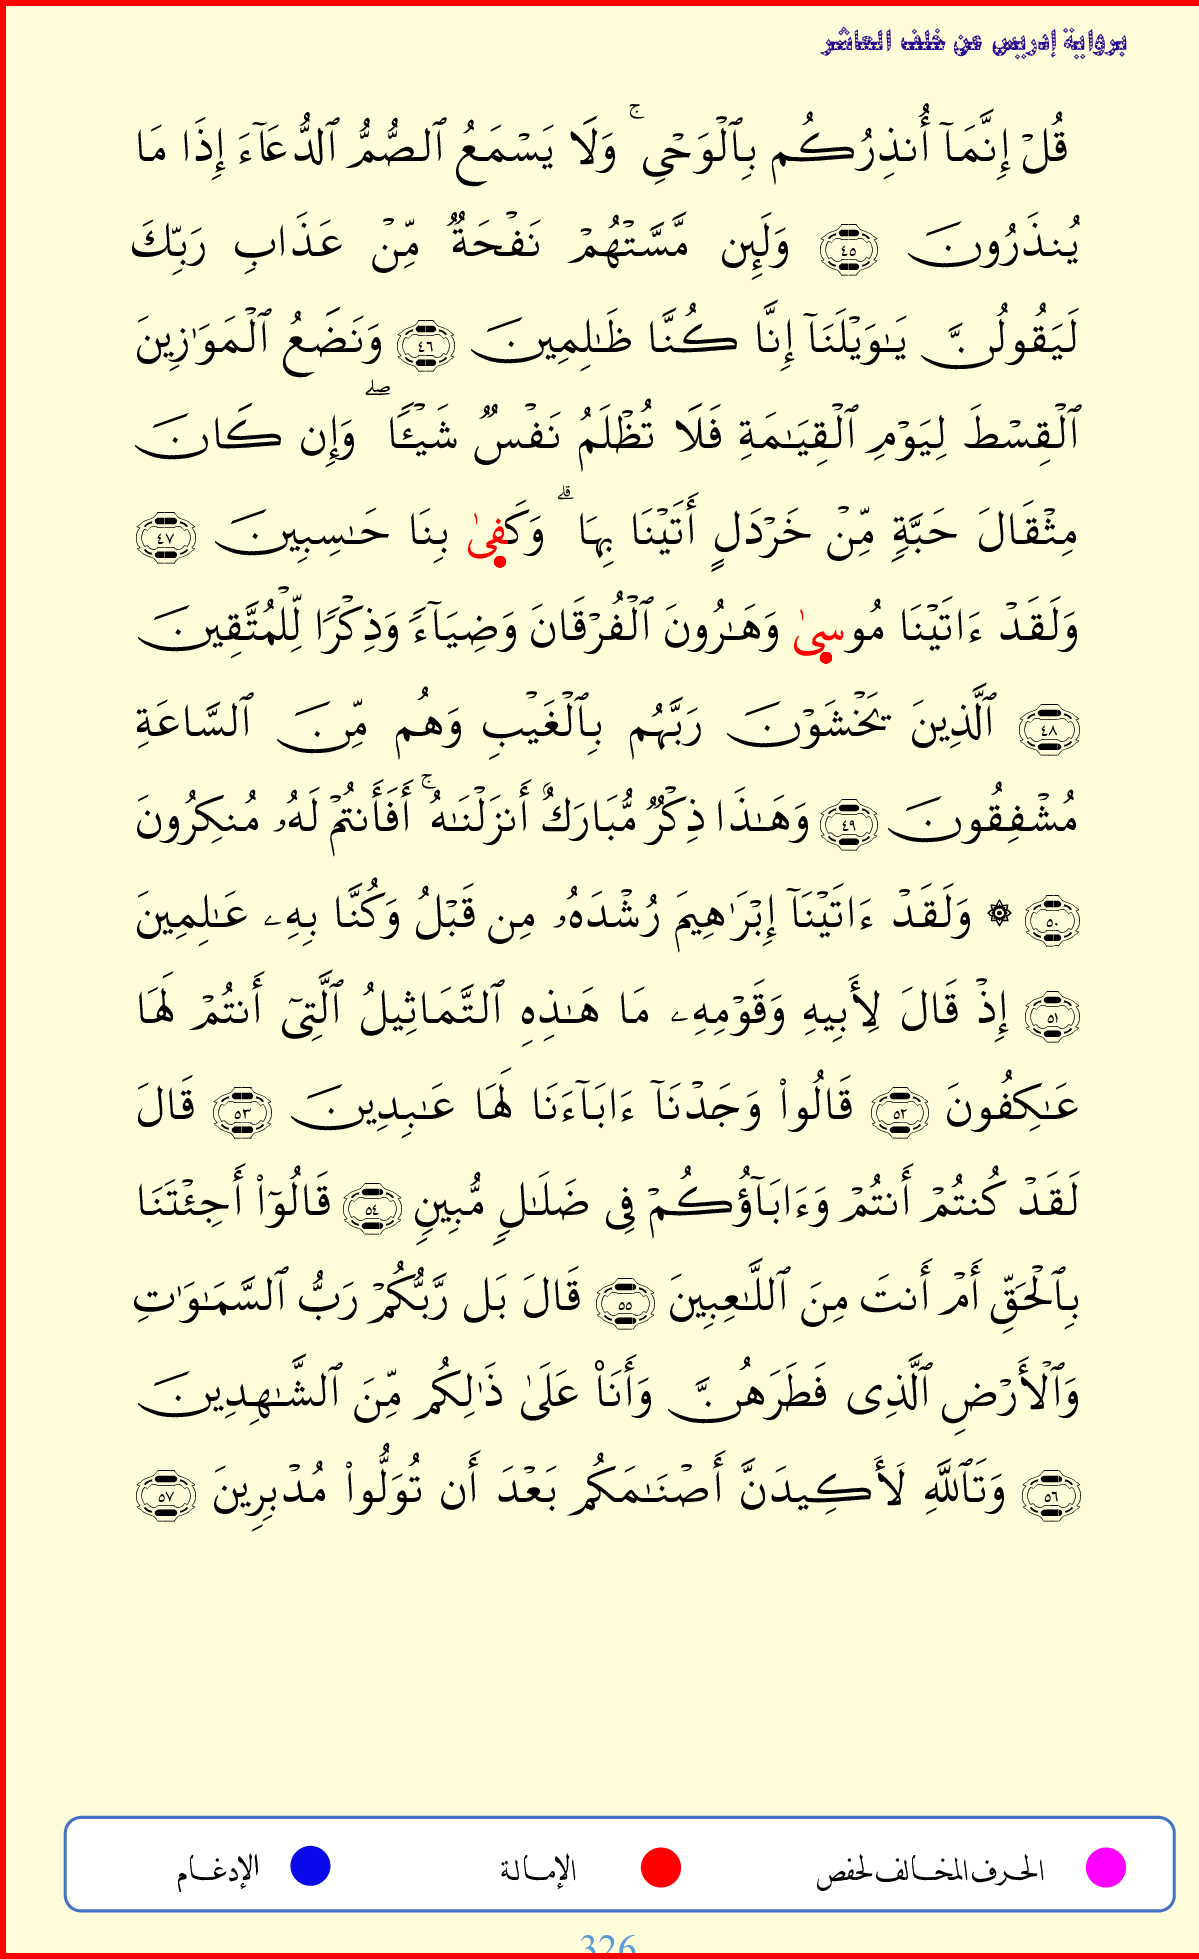 برواية إدريس عن خلف العاشر
قُلْ إِنَّمَآ أُنذِرُكُم بِٱلْوَحْىِ ۚ وَلَا يَسْمَعُ ٱلصُّمُّ ٱلدُّعَآءَ إِذَا مَا
يُنذَرُونَ ٤٥ وَلَئِن مَّسَّتْهُمْ نَفْحَةٌ مِّنْ عَذَابِ رَبِّكَ
لَيَقُولُنَّ يَـٰوَيْلَنَآ إِنَّا كُنَّا ظَـٰلِمِينَ ٤٦ وَنَضَعُ ٱلْمَوَٰزِينَ
ٱلْقِسْطَ لِيَوْمِ ٱلْقِيَـٰمَةِ فَلَا تُظْلَمُ نَفْسٌ شَيْـًٔا ۖ وَإِن كَانَ
مِثْقَالَ حَبَّةٍ مِّنْ خَرْدَلٍ أَتَيْنَا بِهَا ۗ وَكَفِىٰ بِنَا حَـٰسِبِينَ ٤٧
وَلَقَدْ ءَاتَيْنَا مُوسِىٰ وَهَـٰرُونَ ٱلْفُرْقَانَ وَضِيَآءً وَذِكْرًا لِّلْمُتَّقِينَ
٤٨ ٱلَّذِينَ يَخْشَوْنَ رَبَّهُم بِٱلْغَيْبِ وَهُم مِّنَ ٱلسَّاعَةِ
مُشْفِقُونَ ٤٩ وَهَـٰذَا ذِكْرٌ مُّبَارَكٌ أَنزَلْنَـٰهُ ۚ أَفَأَنتُمْ لَهُۥ مُنكِرُونَ
٥٠ ۞ وَلَقَدْ ءَاتَيْنَآ إِبْرَٰهِيمَ رُشْدَهُۥ مِن قَبْلُ وَكُنَّا بِهِۦ عَـٰلِمِينَ
٥١ إِذْ قَالَ لِأَبِيهِ وَقَوْمِهِۦ مَا هَـٰذِهِ ٱلتَّمَاثِيلُ ٱلَّتِىٓ أَنتُمْ لَهَا
عَـٰكِفُونَ ٥٢ قَالُوا۟ وَجَدْنَآ ءَابَآءَنَا لَهَا عَـٰبِدِينَ ٥٣ قَالَ
لَقَدْ كُنتُمْ أَنتُمْ وَءَابَآؤُكُمْ فِى ضَلَـٰلٍ مُّبِينٍ ٥٤ قَالُوٓا۟ أَجِئْتَنَا
بِٱلْحَقِّ أَمْ أَنتَ مِنَ ٱللَّـٰعِبِينَ ٥٥ قَالَ بَل رَّبُّكُمْ رَبُّ ٱلسَّمَـٰوَٰتِ
وَٱلْأَرْضِ ٱلَّذِى فَطَرَهُنَّ وَأَنَا۠ عَلَىٰ ذَٰلِكُم مِّنَ ٱلشَّـٰهِدِينَ
٥٦ وَتَٱللَّهِ لَأَكِيدَنَّ أَصْنَـٰمَكُم بَعْدَ أَن تُوَلُّوا۟ مُدْبِرِينَ ٥٧
الحرف المخالف لحفص الإمالة الإدغام
326